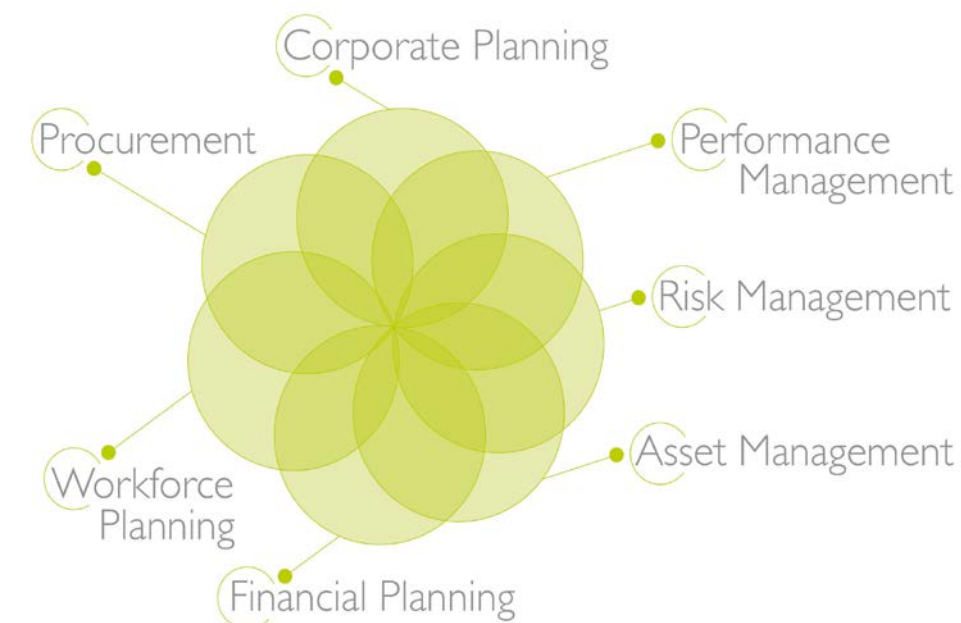 Corporate Planning
Procurement
Performance
Management
Risk Management
Asset Management
Workforce
Planning
Financial Planning